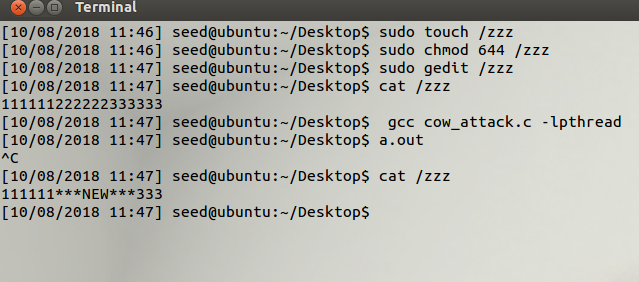 Terminal
[10/08/2018 11:46] seed@ubuntu:~/Desktop$ sudo touch /zzz
[10/08/2018 11:46] seed@ubuntu:~/Desktop$ sudo chmod 644 /zzz
[10/08/2018 11:47] seed@ubuntu:~/Desktop$ sudo gedit /zzz
[10/08/2018 11:47] seed@ubuntu:~/Desktop$ cat /zzz
111111222222333333
[10/08/2018 11:47] seed@ubuntu:~/Desktop$  gcc cow_attack.c -lpthread
[10/08/2018 11:47] seed@ubuntu:~/Desktop$ a.out
^C
[10/08/2018 11:47] seed@ubuntu:~/Desktop$ cat /zzz
111111***NEW***333
[10/08/2018 11:47] seed@ubuntu:~/Desktop$